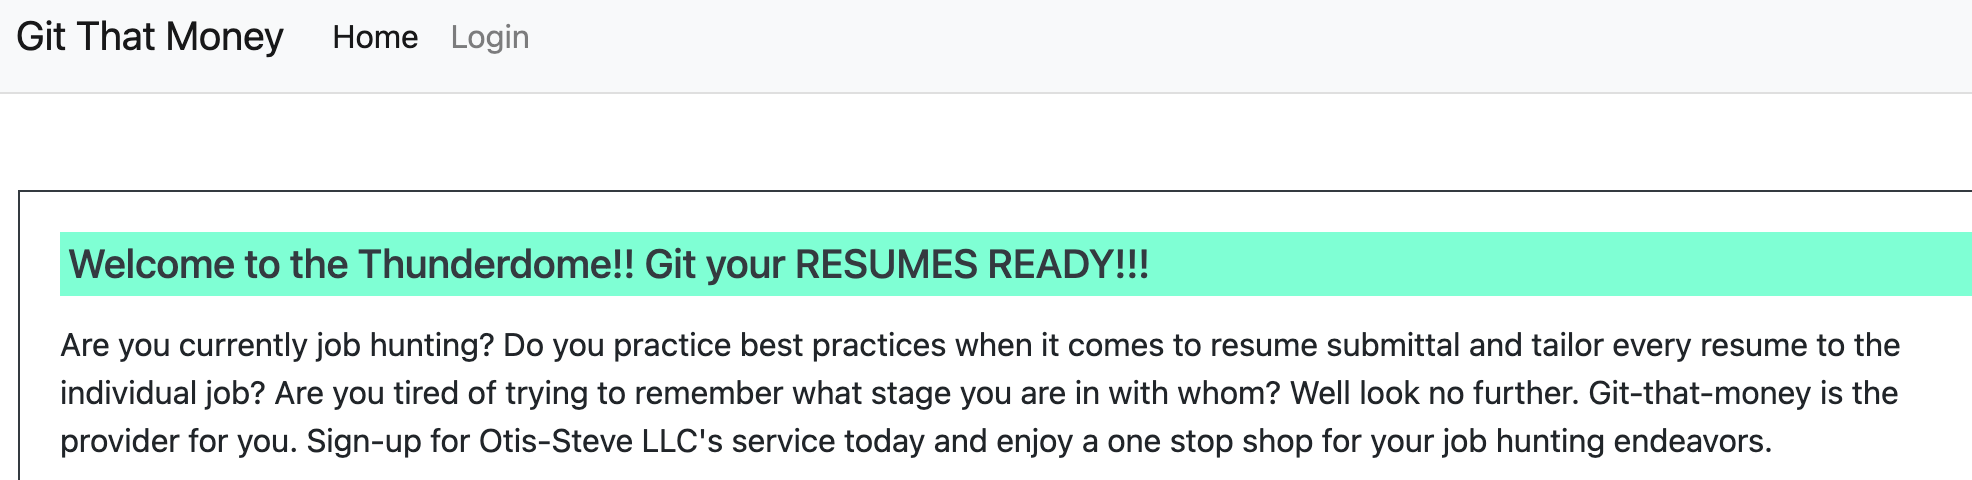 Git That Money Home Login
Welcome to the Thunderdome!! Git your RESUMES READY!!!
Are you currently job hunting? Do you practice best practices when it comes to resume submittal and tailor every resume to the
individual job? Are you tired of trying to remember what stage you are in with whom? Well look no further. Git-that-money is the
provider for you. Sign-up for Otis-Steve LLC's service today and enjoy a one stop shop for your job hunting endeavors.